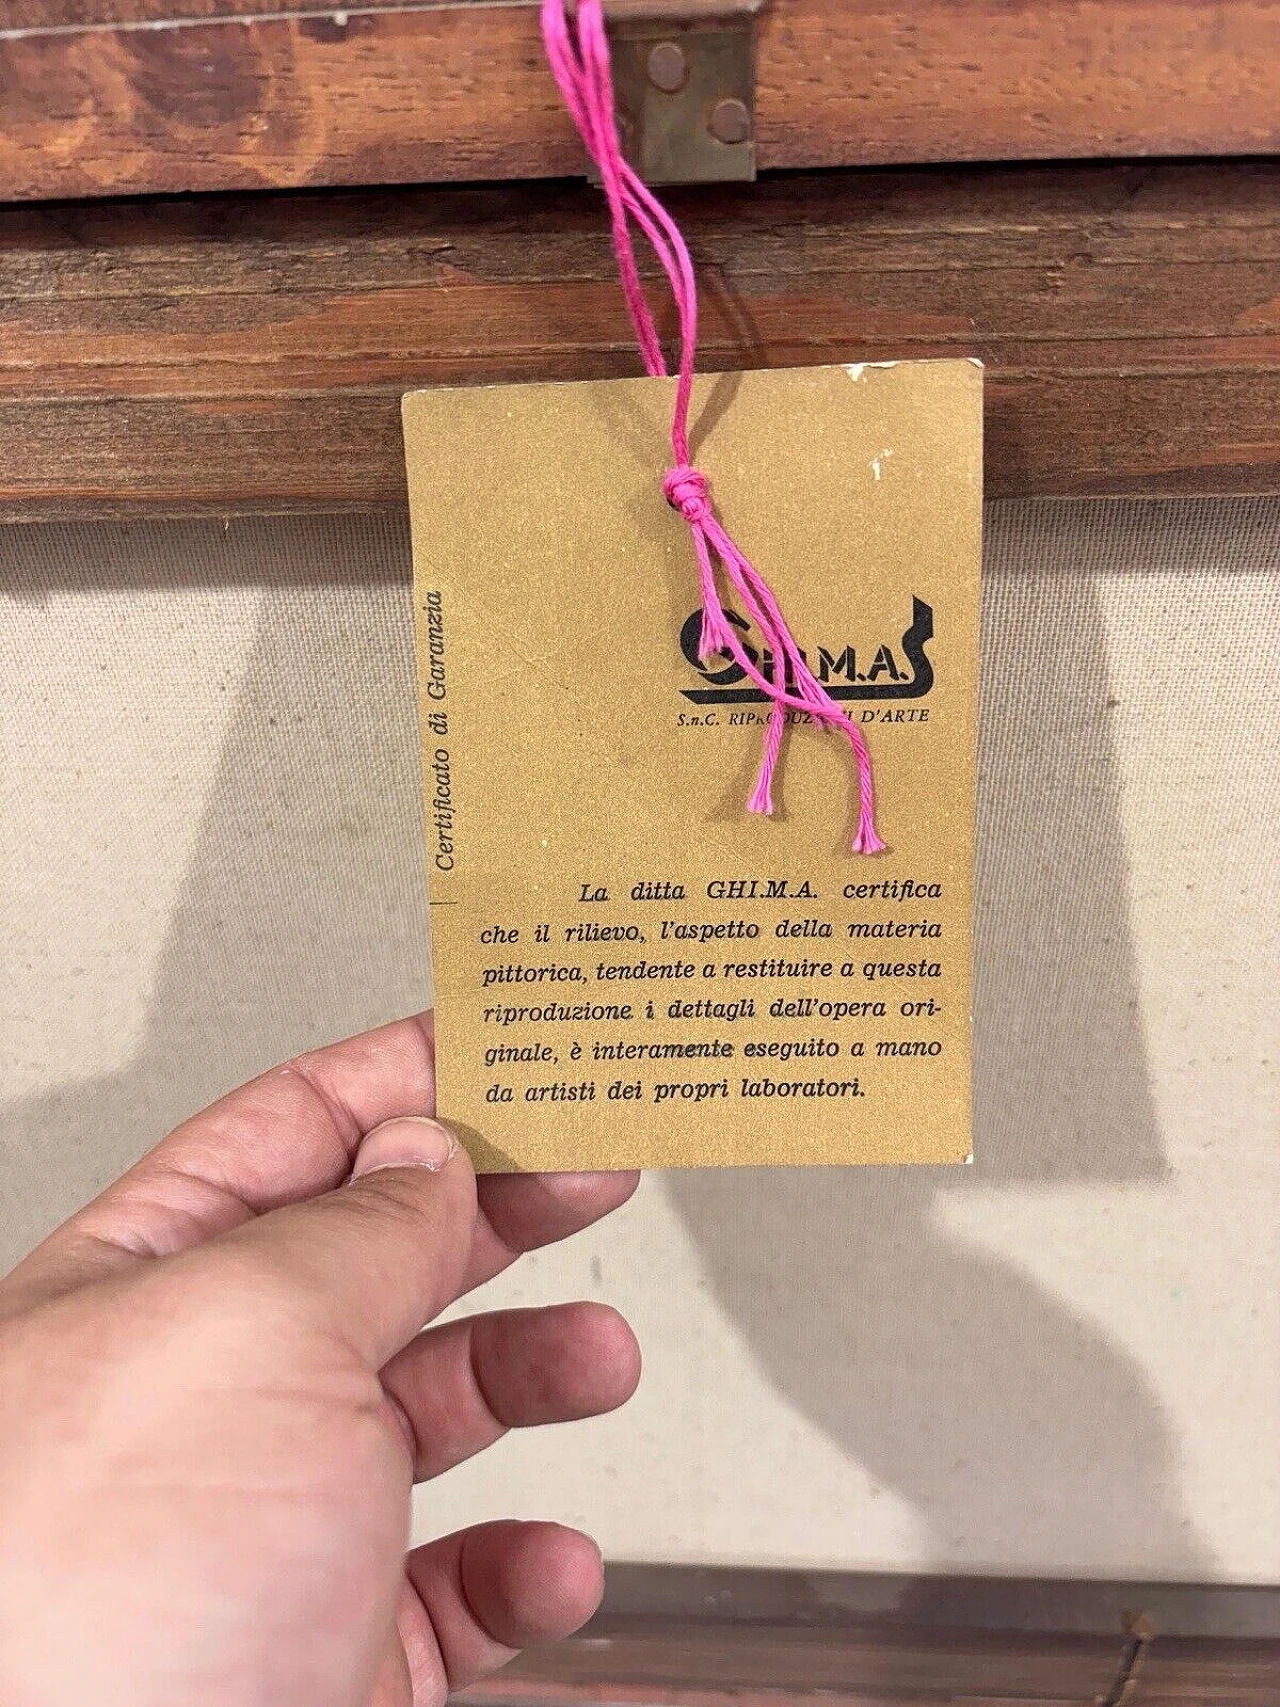 Certificato di Garanzia
GHI.M.A.
S.n.C. RIPRODUZIONI D'ARTE
La ditta GHI.M.A. certifica
che il rilievo, l'aspetto della materia
pittorica, tendente a restituire a questa
riproduzione i dettagli dell'opera ori-
ginale, è interamente eseguito a mano
da artisti dei propri laboratori.